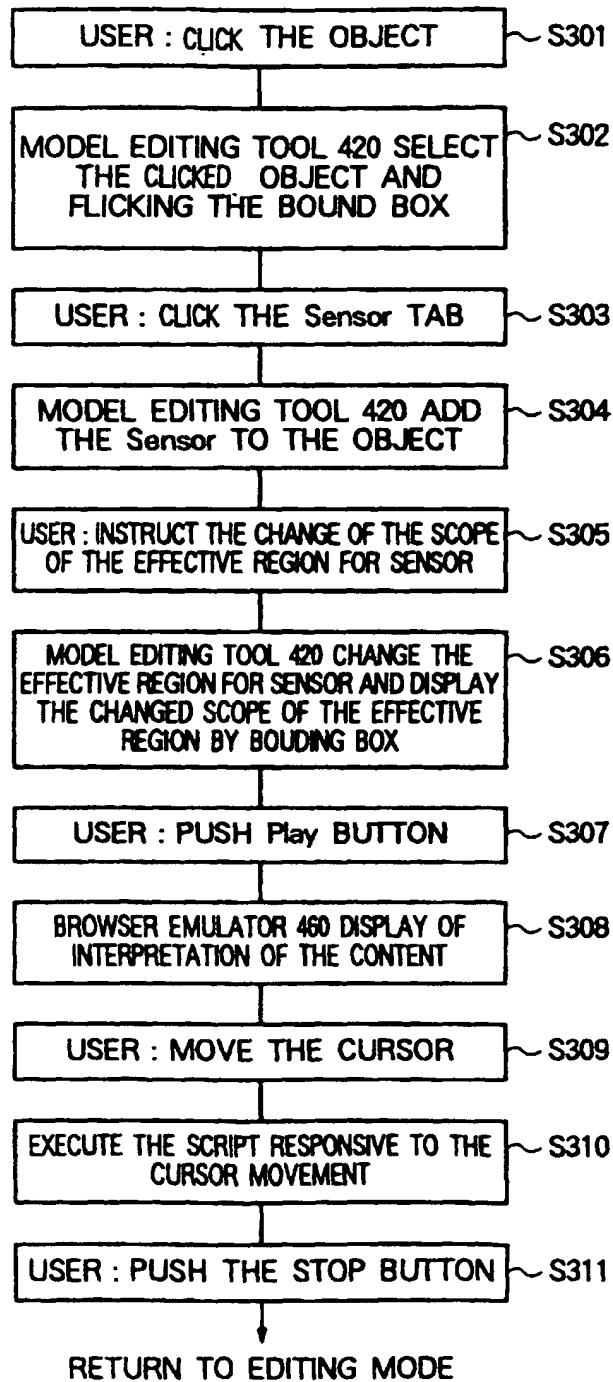 USER : CLICK THE OBJECT
S301
MODEL EDITING TOOL 420 SELECT
THE CLICKED OBJECT AND
FLICKING THE BOUND BOX
S302
USER : CLICK THE Sensor TAB
S303
MODEL EDITING TOOL 420 ADD
THE Sensor TO THE OBJECT
S304
USER : INSTRUCT THE CHANGE OF THE SCOPE
OF THE EFFECTIVE REGION FOR SENSOR
S305
MODEL EDITING TOOL 420 CHANGE THE
EFFECTIVE REGION FOR SENSOR AND DISPLAY
THE CHANGED SCOPE OF THE EFFECTIVE
REGION BY BOUDING BOX
S306
USER : PUSH Play BUTTON
S307
BROWSER EMULATOR 460 DISPLAY OF
INTERPRETATION OF THE CONTENT
S308
USER : MOVE THE CURSOR
S309
EXECUTE THE SCRIPT RESPONSIVE TO THE
CURSOR MOVEMENT
S310
USER : PUSH THE STOP BUTTON
S311
RETURN TO EDITING MODE